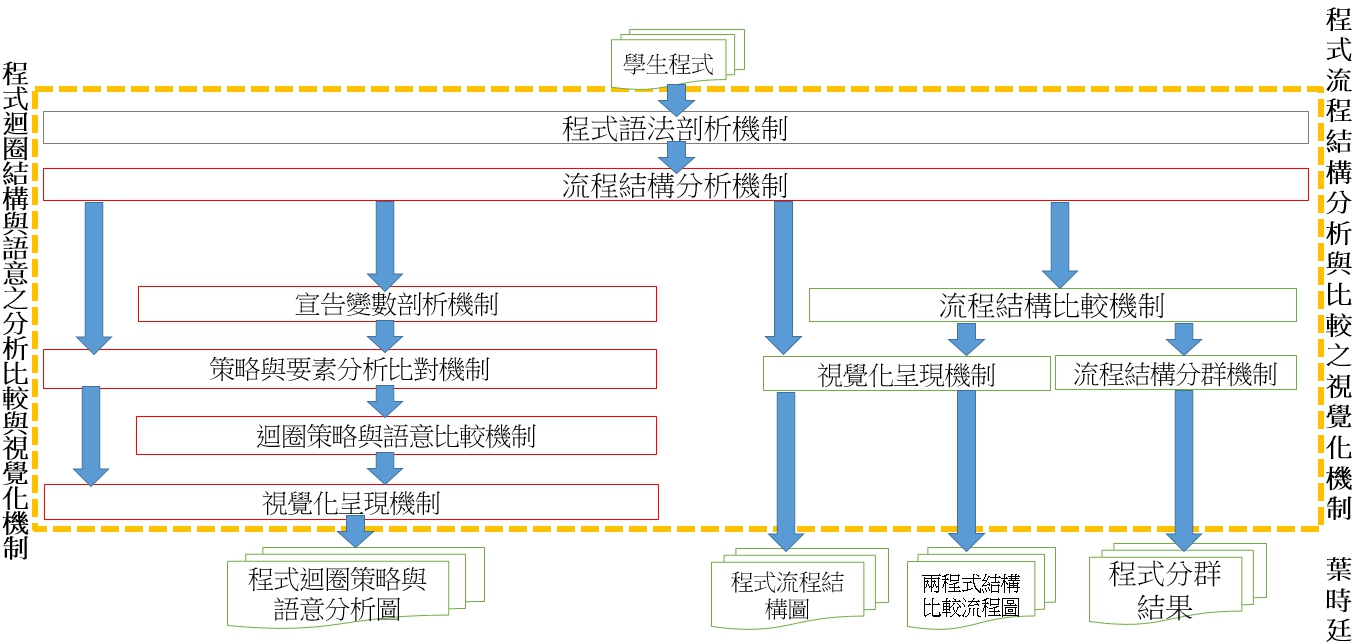 學生程式
程式語法剖析機制
流程結構分析機制
宣告變數剖析機制
策略與要素分析比對機制
迴圈策略與語意比較機制
視覺化呈現機制
流程結構比較機制
視覺化呈現機制
流程結構分群機制
程式迴圈策略與
語意分析圖
程式流程結
構圖
兩程式結構
比較流程圖
程式分群
結果
程式迴圈結構與語意之分析比較與視覺化機制
程式流程結構分析與比較之視覺化機制 葉時廷